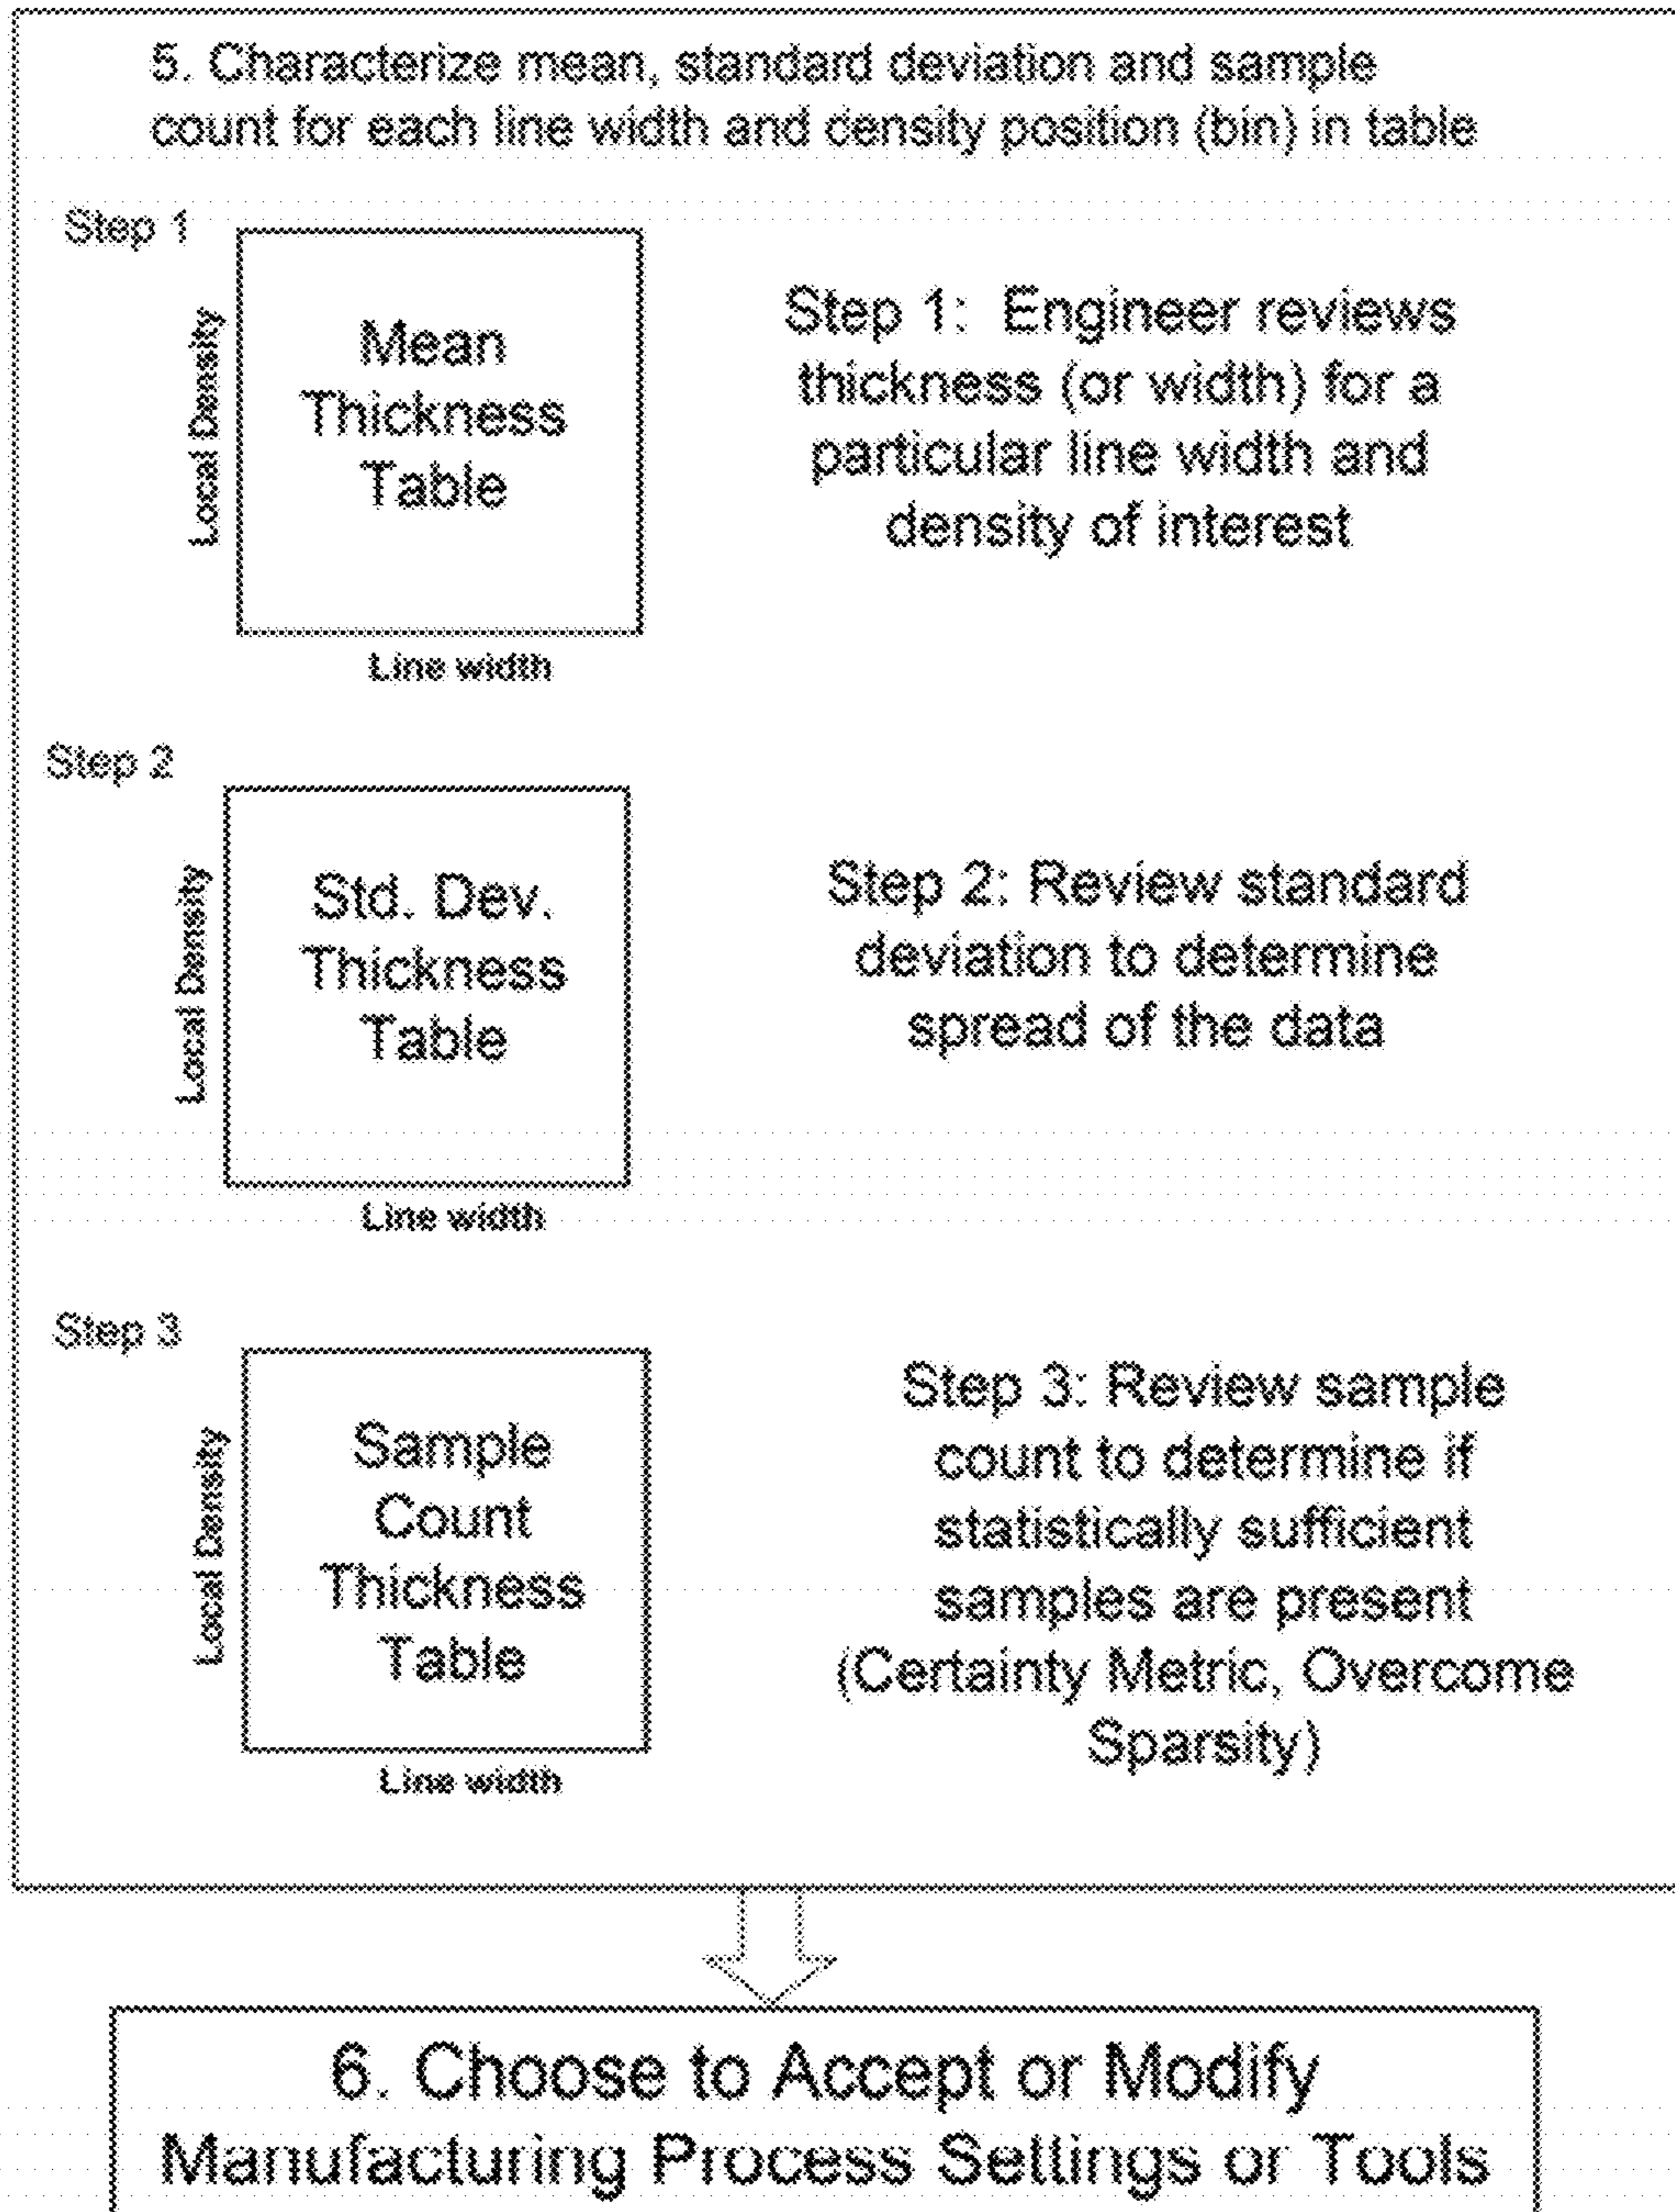 5. Characterize mean, standard deviation and sample
count for each line width and density position (bin) in table
Step 1
Local Density
Mean
Thickness
Table
Line width
Step 1:  Engineer reviews
thickness (or width) for a
particular line width and
density of interest
Step 2
Local Density
Std. Dev.
Thickness
Table
Line width
Step 2: Review standard
deviation to determine
spread of the data
Step 3
Local Density
Sample
Count
Thickness
Table
Line width
Step 3: Review sample
count to determine if
statistically sufficient
samples are present
(Certainty Metric, Overcome
Sparsity)
6. Choose to Accept or Modify
Manufacturing Process Settings or Tools